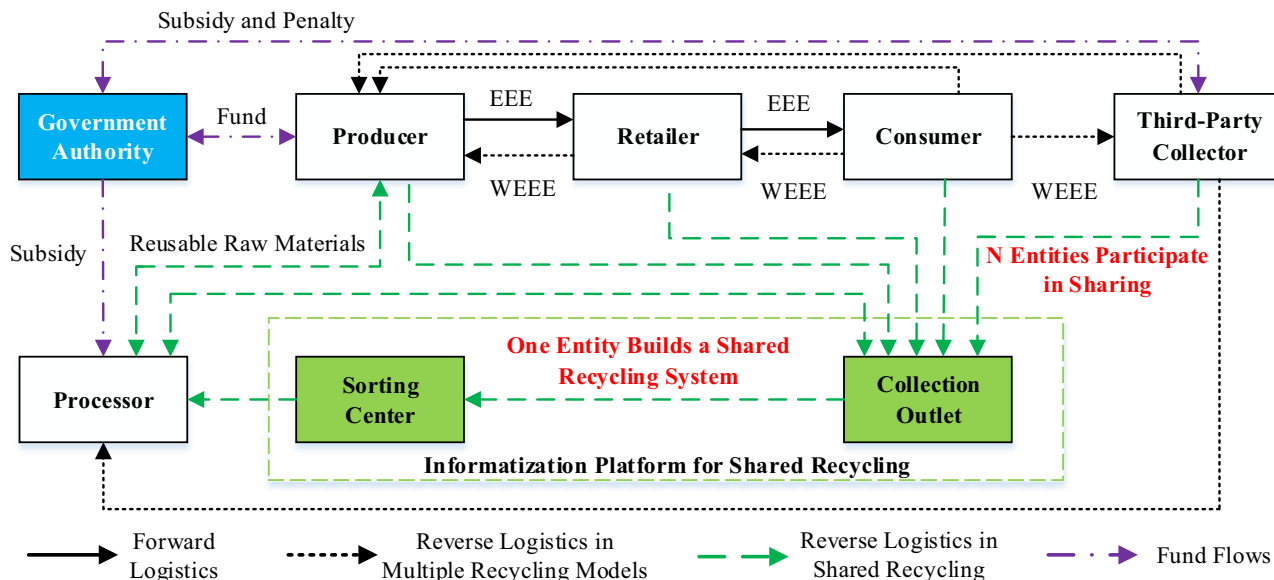 Subsidy and Penalty
Government
Authority
Fund
Producer
EEE
WEEE
Retailer
EEE
WEEE
Consumer
WEEE
Third-Party
Collector
Subsidy
Reusable Raw Materials
N Entities Participate
in Sharing
Processor
Sorting
Center
One Entity Builds a Shared
Recycling System
Collection
Outlet
Informatization Platform for Shared Recycling
Forward
Logistics
Reverse Logistics in
Multiple Recycling Models
Reverse Logistics in
Shared Recycling
Fund Flows